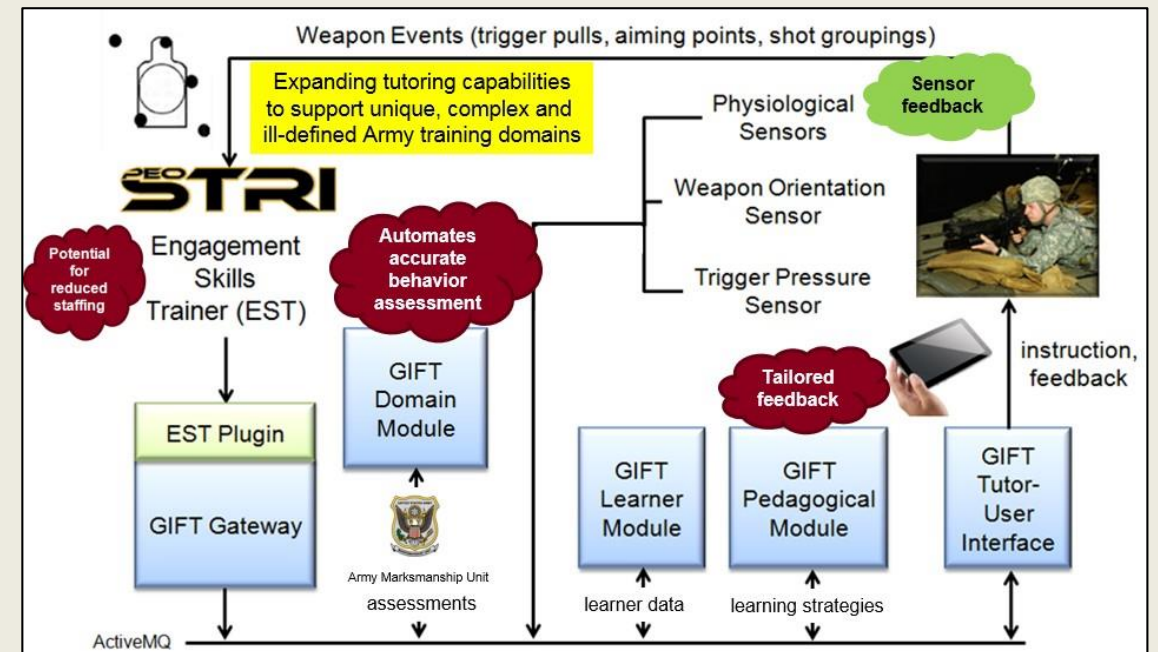 Weapon Events (trigger pulls, aiming points, shot groupings)
Expanding tutoring capabilities
to support unique, complex and
ill-defined Army training domains
Sensor
feedback
Physiological
Sensors
PEO
STRI
Weapon Orientation
Sensor
Potential
for
reduced
staffing
Engagement
Skills
Trainer (EST)
Automates
accurate
behavior
assessment
Trigger Pressure
Sensor
instruction,
feedback
Tailored
feedback
EST Plugin
GIFT Gateway
GIFT
Domain
Module
GIFT
Learner
Module
GIFT
Pedagogical
Module
GIFT
Tutor-
User
Interface
Army Marksmanship Unit
assessments
learner data
learning strategies
ActiveMQ